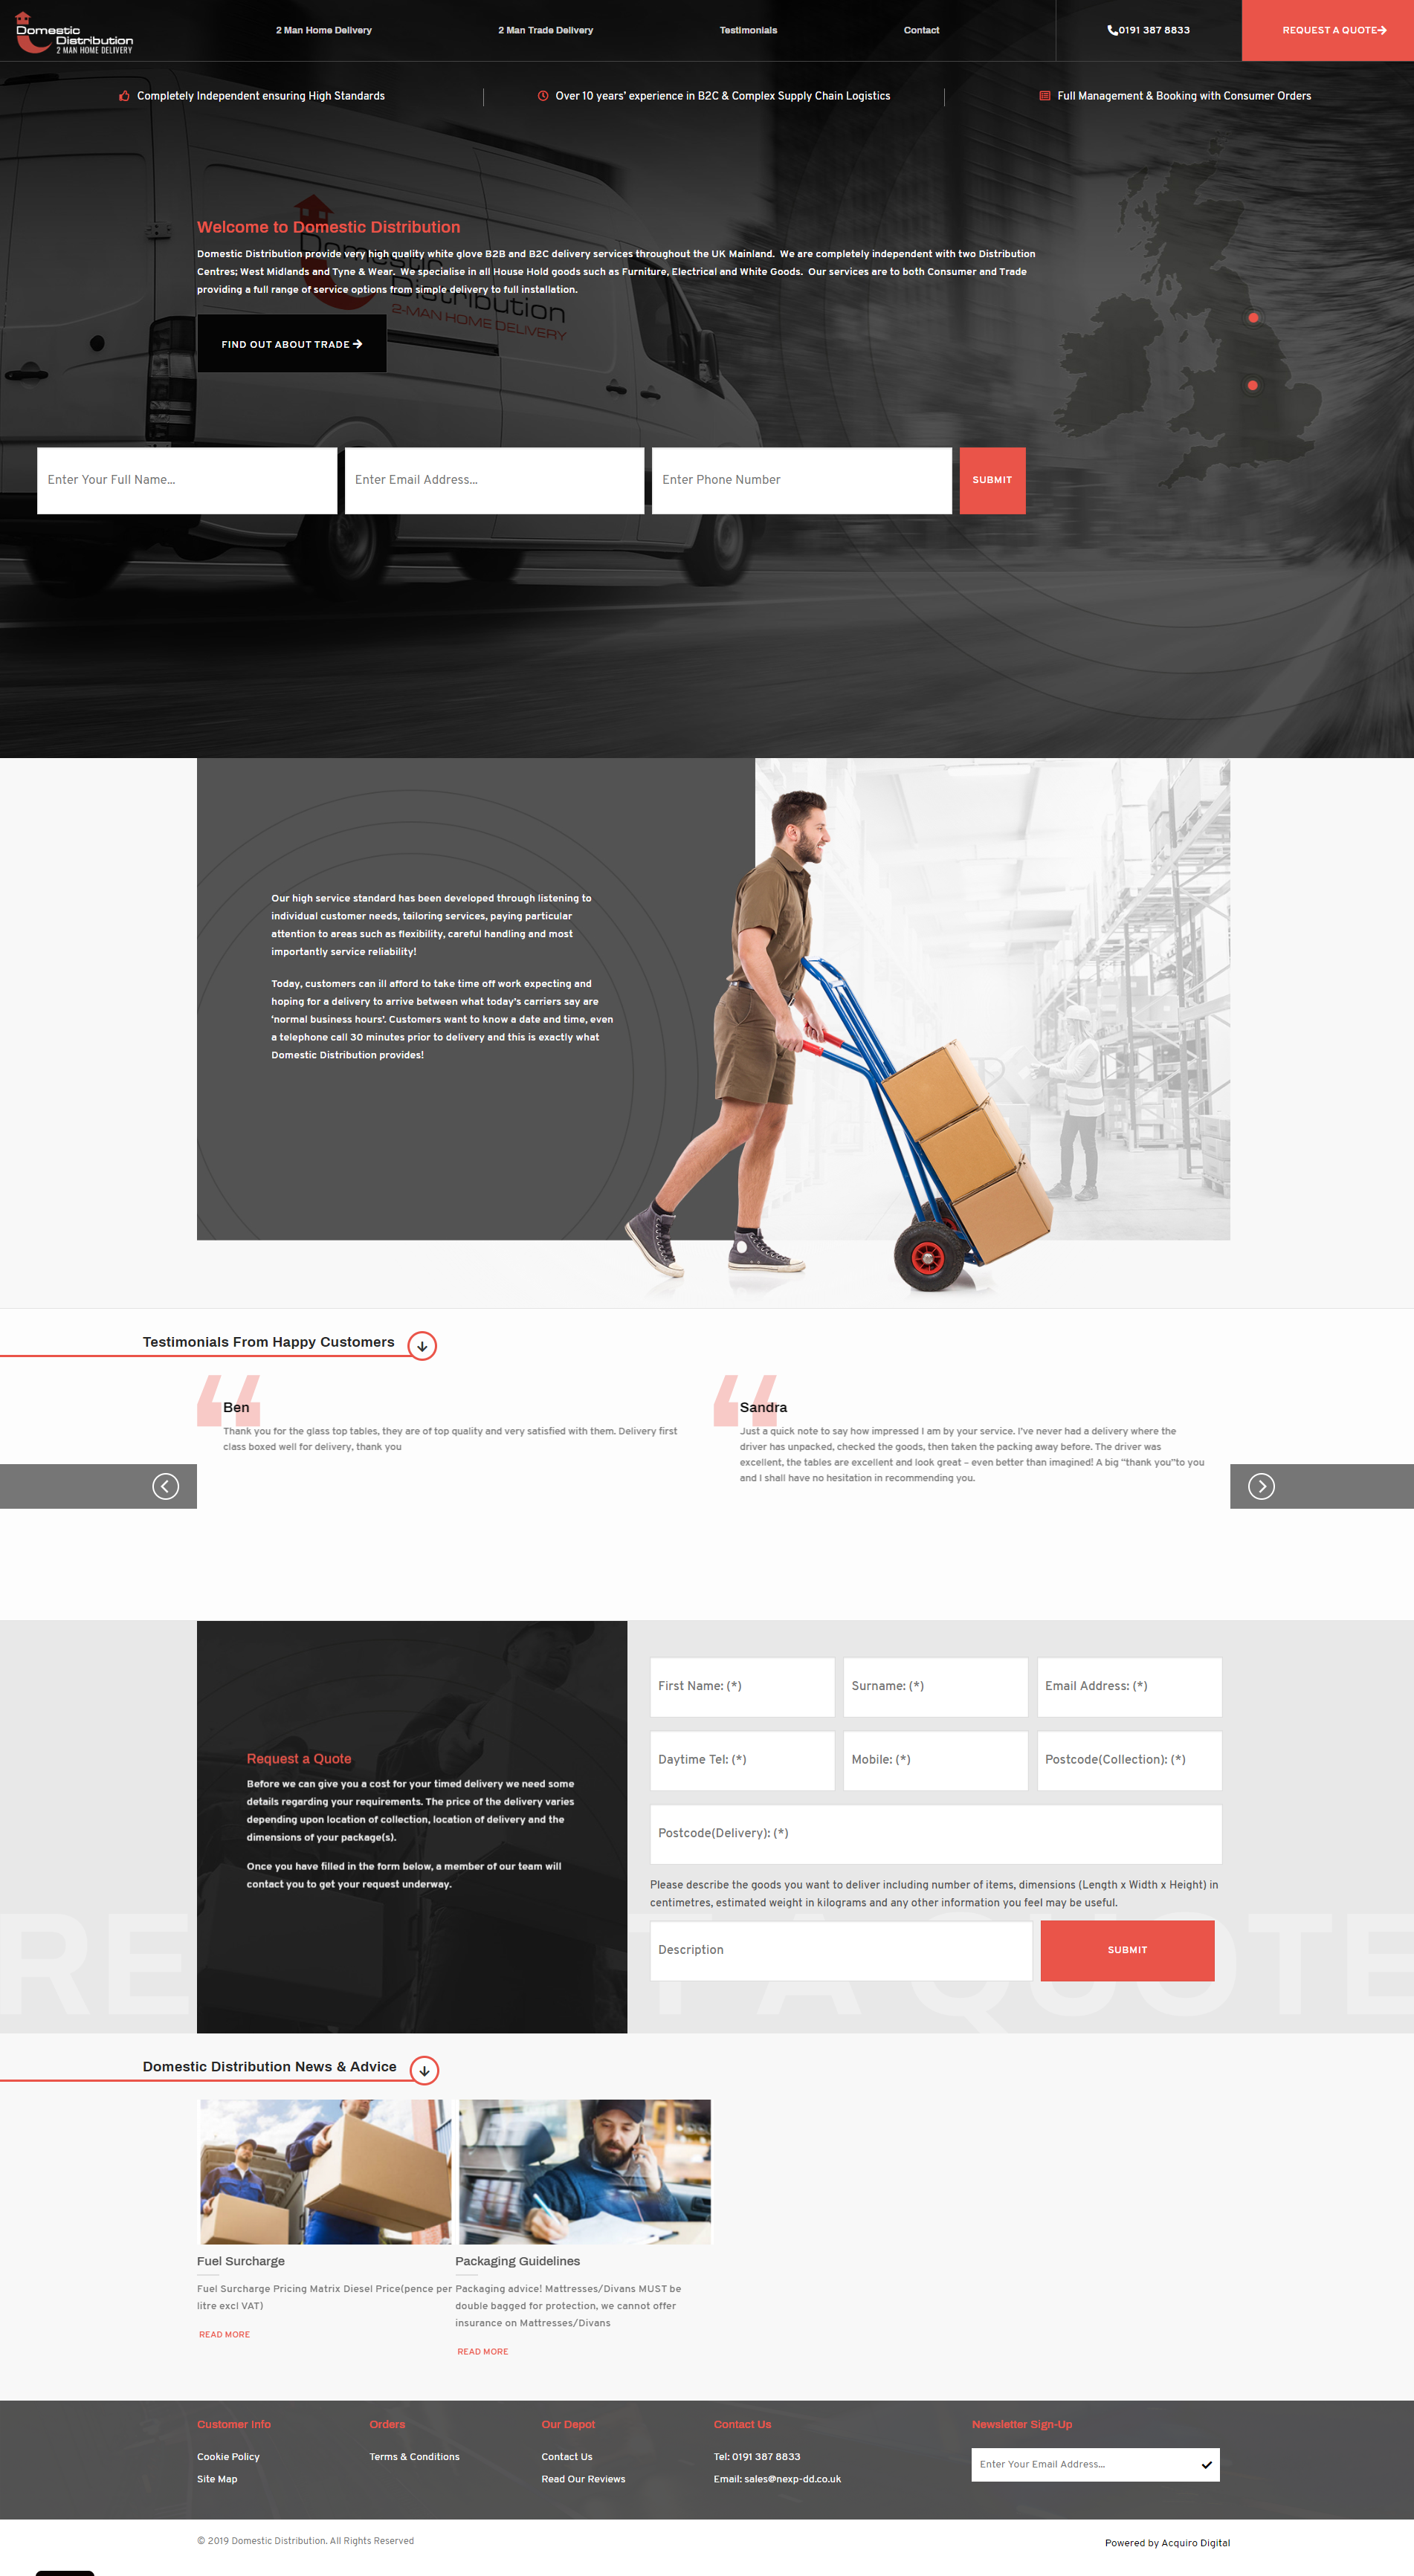 Domestic
Distribution
2 MAN HOME DELIVERY
2 Man Home Delivery
2 Man Trade Delivery
Testimonials
Contact
0191 387 8833
REQUEST A QUOTE
Completely Independent ensuring High Standards
Over 10 years' experience in B2C & Complex Supply Chain Logistics
Full Management & Booking with Consumer Orders
Domestic
Distribution
2-MAN HOME DELIVERY
Welcome to Domestic Distribution
Domestic Distribution provide very high quality white glove B2B and B2C delivery services throughout the UK Mainland. We are completely independent with two Distribution
Centres; West Midlands and Tyne & Wear. We specialise in all House Hold goods such as Furniture, Electrical and White Goods. Our services are to both Consumer and Trade
providing a full range of service options from simple delivery to full installation.
FIND OUT ABOUT TRADE
Enter Your Full Name...
Enter Email Address...
Enter Phone Number
SUBMIT
Our high service standard has been developed through listening to
individual customer needs, tailoring services, paying particular
attention to areas such as flexibility, careful handling and most
importantly service reliability!
Today, customers can ill afford to take time off work expecting and
hoping for a delivery to arrive between what today's carriers say are
'normal business hours'. Customers want to know a date and time, even
a telephone call 30 minutes prior to delivery and this is exactly what
Domestic Distribution provides!
Testimonials From Happy Customers
Ben
Thank you for the glass top tables, they are of top quality and very satisfied with them. Delivery first
class boxed well for delivery, thank you
Sandra
Just a quick note to say how impressed I am by your service. I've never had a delivery where the
driver has unpacked, checked the goods, then taken the packing away before. The driver was
excellent, the tables are excellent and look great – even better than imagined! A big "thank you"to you
and I shall have no hesitation in recommending you.
Request a Quote
Before we can give you a cost for your timed delivery we need some
details regarding your requirements. The price of the delivery varies
depending upon location of collection, location of delivery and the
dimensions of your package(s).
Once you have filled in the form below, a member of our team will
contact you to get your request underway.
First Name: (*)
Surname: (*)
Email Address: (*)
Daytime Tel: (*)
Mobile: (*)
Postcode(Collection): (*)
Postcode(Delivery): (*)
Please describe the goods you want to deliver including number of items, dimensions (Length x Width x Height) in
centimetres, estimated weight in kilograms and any other information you feel may be useful.
Description
SUBMIT
RE T A QUOTE
Domestic Distribution News & Advice
Fuel Surcharge
Fuel Surcharge Pricing Matrix Diesel Price(pence per
litre excl VAT)
READ MORE
Packaging Guidelines
Packaging advice! Mattresses/Divans MUST be
double bagged for protection, we cannot offer
insurance on Mattresses/Divans
READ MORE
Customer Info
Cookie Policy
Site Map
Orders
Terms & Conditions
Our Depot
Contact Us
Read Our Reviews
Contact Us
Tel: 0191 387 8833
Email: sales@nexp-dd.co.uk
Newsletter Sign-Up
Enter Your Email Address...
© 2019 Domestic Distribution. All Rights Reserved
Powered by Acquiro Digital